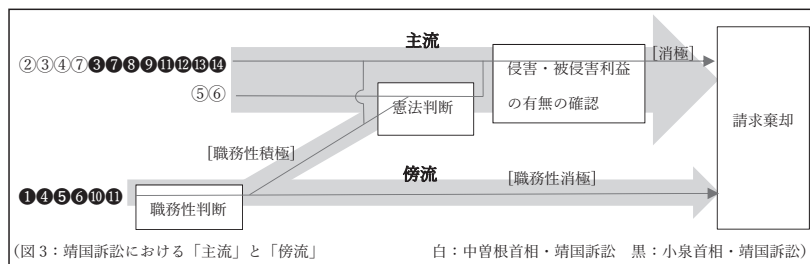 主流
[消極]
②③④⑦❸❼❽❾⓫⓬⓭⓮
侵害・被侵害利益
の有無の確認
⑤⑥
憲法判断
請求棄却
[職務性積極]
傍流
[職務性消極]
❶❹❺❻❿⓫
職務性判断
(図3：靖国訴訟における「主流」と「傍流」 白：中曽根首相・靖国訴訟 黒：小泉首相・靖国訴訟)